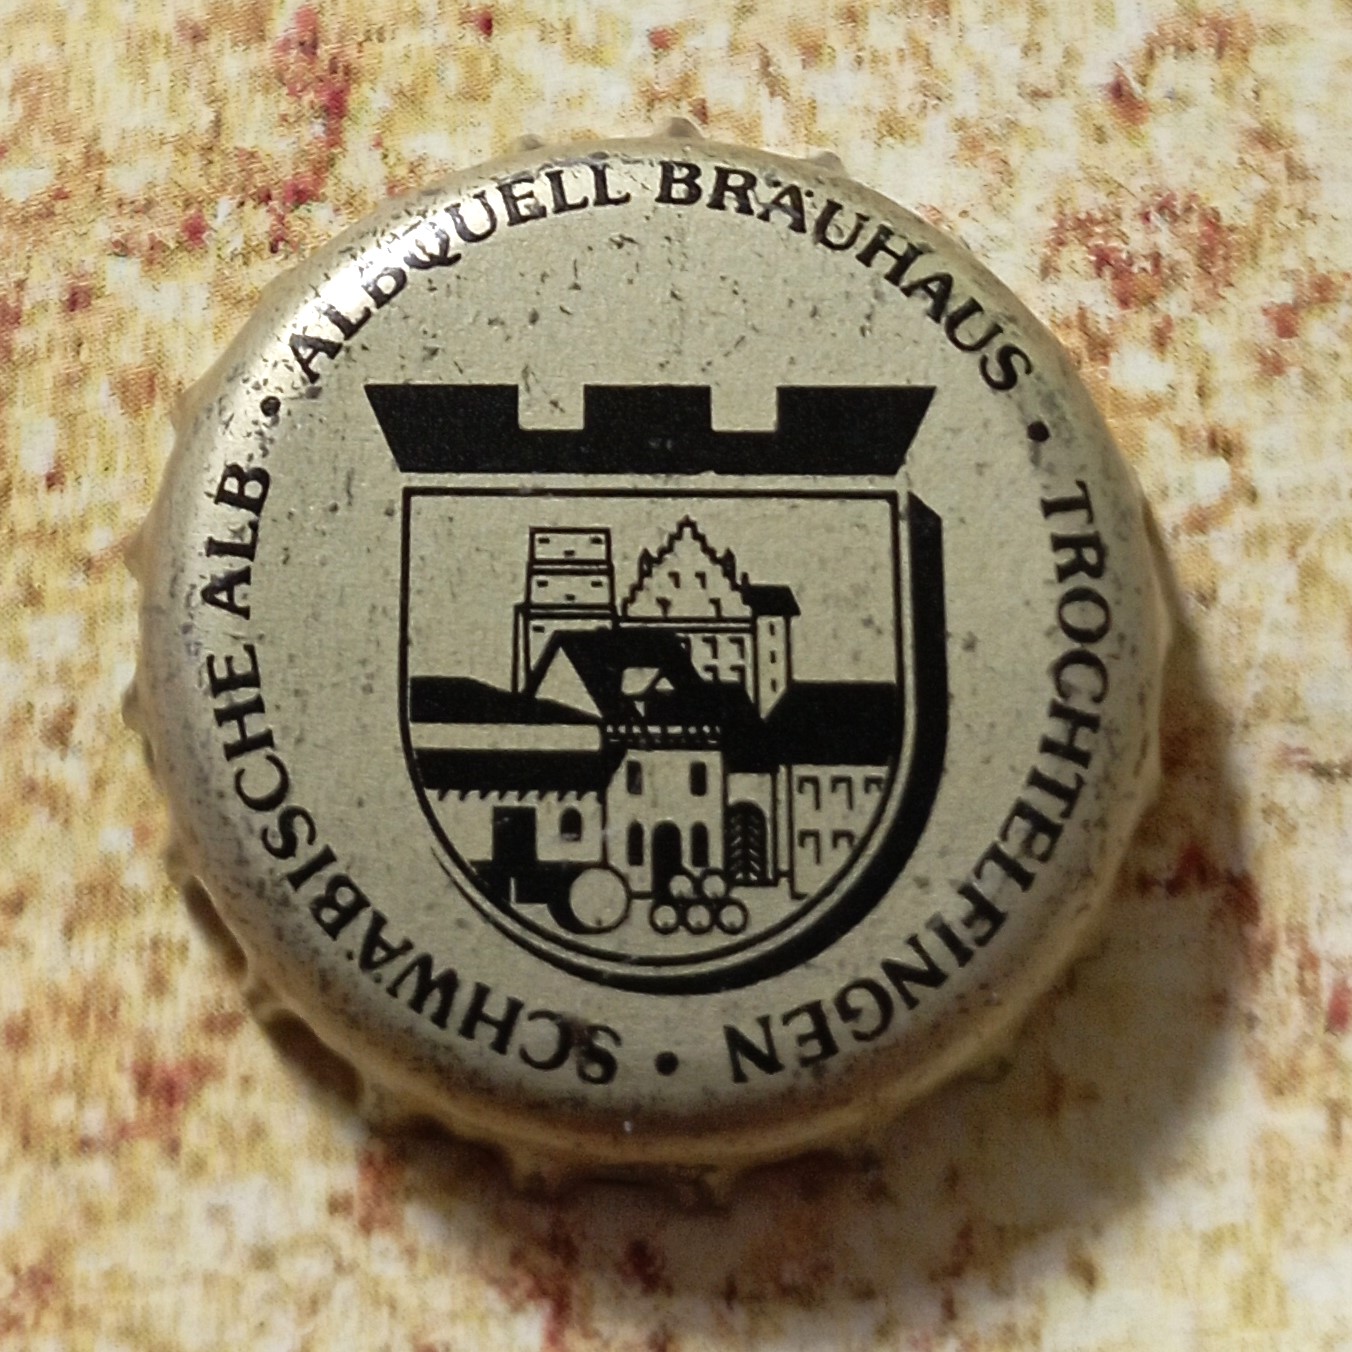 ALBQUELL BRÄUHAUS • TROCHTELFINGEN • SCHWÄBISCHE ALB •